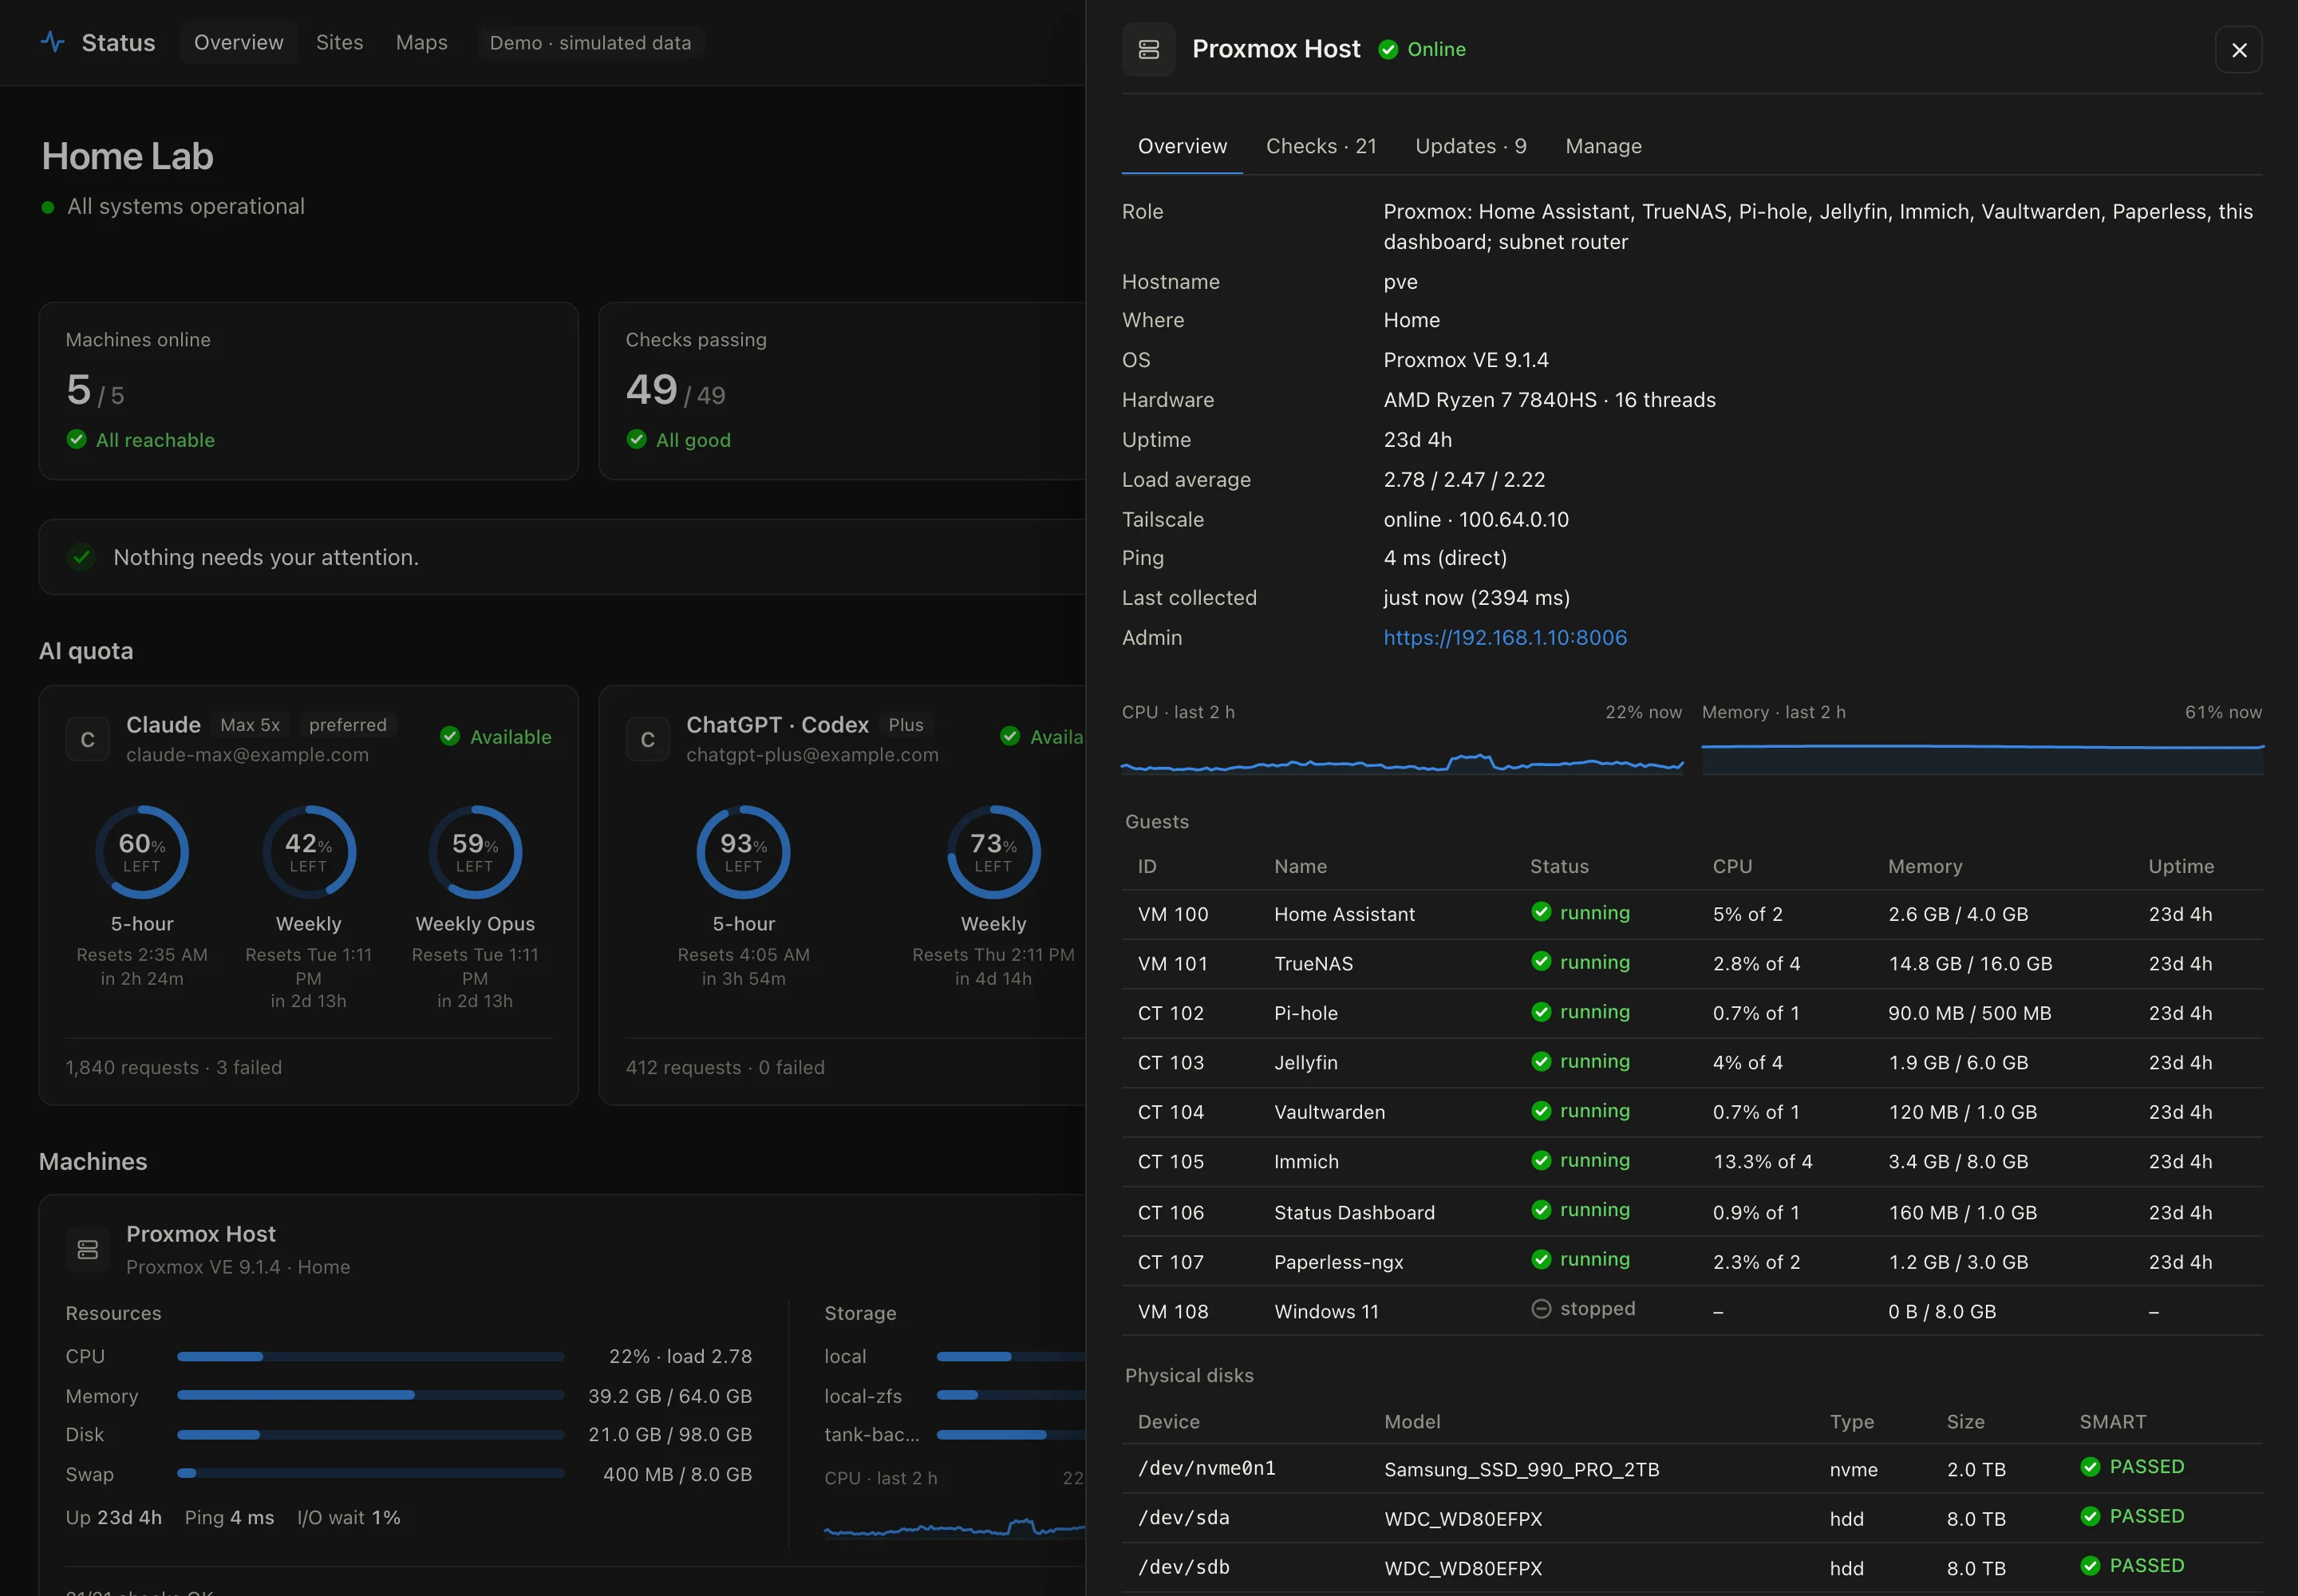 Status Overview Sites Maps Demo · simulated data
Home Lab
All systems operational
Machines online
5 / 5
All reachable
Checks passing
49 / 49
All good
Nothing needs your attention.
AI quota
C Claude Max 5x preferred Available
claude-max@example.com
60% LEFT
5-hour
Resets 2:35 AM
in 2h 24m
42% LEFT
Weekly
Resets Tue 1:11
PM
in 2d 13h
59% LEFT
Weekly Opus
Resets Tue 1:11
PM
in 2d 13h
1,840 requests · 3 failed
C ChatGPT · Codex Plus Availa
chatgpt-plus@example.com
93% LEFT
5-hour
Resets 4:05 AM
in 3h 54m
73% LEFT
Weekly
Resets Thu 2:11 PM
in 4d 14h
412 requests · 0 failed
Machines
Proxmox Host
Proxmox VE 9.1.4 · Home
Resources
CPU 22% · load 2.78
Memory 39.2 GB / 64.0 GB
Disk 21.0 GB / 98.0 GB
Swap 400 MB / 8.0 GB
Up 23d 4h Ping 4 ms I/O wait 1%
Storage
local
local-zfs
tank-bac...
CPU · last 2 h 22
Proxmox Host Online
Overview Checks · 21 Updates · 9 Manage
Role Proxmox: Home Assistant, TrueNAS, Pi-hole, Jellyfin, Immich, Vaultwarden, Paperless, this
dashboard; subnet router
Hostname pve
Where Home
OS Proxmox VE 9.1.4
Hardware AMD Ryzen 7 7840HS · 16 threads
Uptime 23d 4h
Load average 2.78 / 2.47 / 2.22
Tailscale online · 100.64.0.10
Ping 4 ms (direct)
Last collected just now (2394 ms)
Admin https://192.168.1.10:8006
CPU · last 2 h 22% now
Memory · last 2 h 61% now
Guests
ID Name Status CPU Memory Uptime
VM 100 Home Assistant running 5% of 2 2.6 GB / 4.0 GB 23d 4h
VM 101 TrueNAS running 2.8% of 4 14.8 GB / 16.0 GB 23d 4h
CT 102 Pi-hole running 0.7% of 1 90.0 MB / 500 MB 23d 4h
CT 103 Jellyfin running 4% of 4 1.9 GB / 6.0 GB 23d 4h
CT 104 Vaultwarden running 0.7% of 1 120 MB / 1.0 GB 23d 4h
CT 105 Immich running 13.3% of 4 3.4 GB / 8.0 GB 23d 4h
CT 106 Status Dashboard running 0.9% of 1 160 MB / 1.0 GB 23d 4h
CT 107 Paperless-ngx running 2.3% of 2 1.2 GB / 3.0 GB 23d 4h
VM 108 Windows 11 stopped – 0 B / 8.0 GB –
Physical disks
Device Model Type Size SMART
/dev/nvme0n1 Samsung_SSD_990_PRO_2TB nvme 2.0 TB PASSED
/dev/sda WDC_WD80EFPX hdd 8.0 TB PASSED
/dev/sdb WDC_WD80EFPX hdd 8.0 TB PASSED